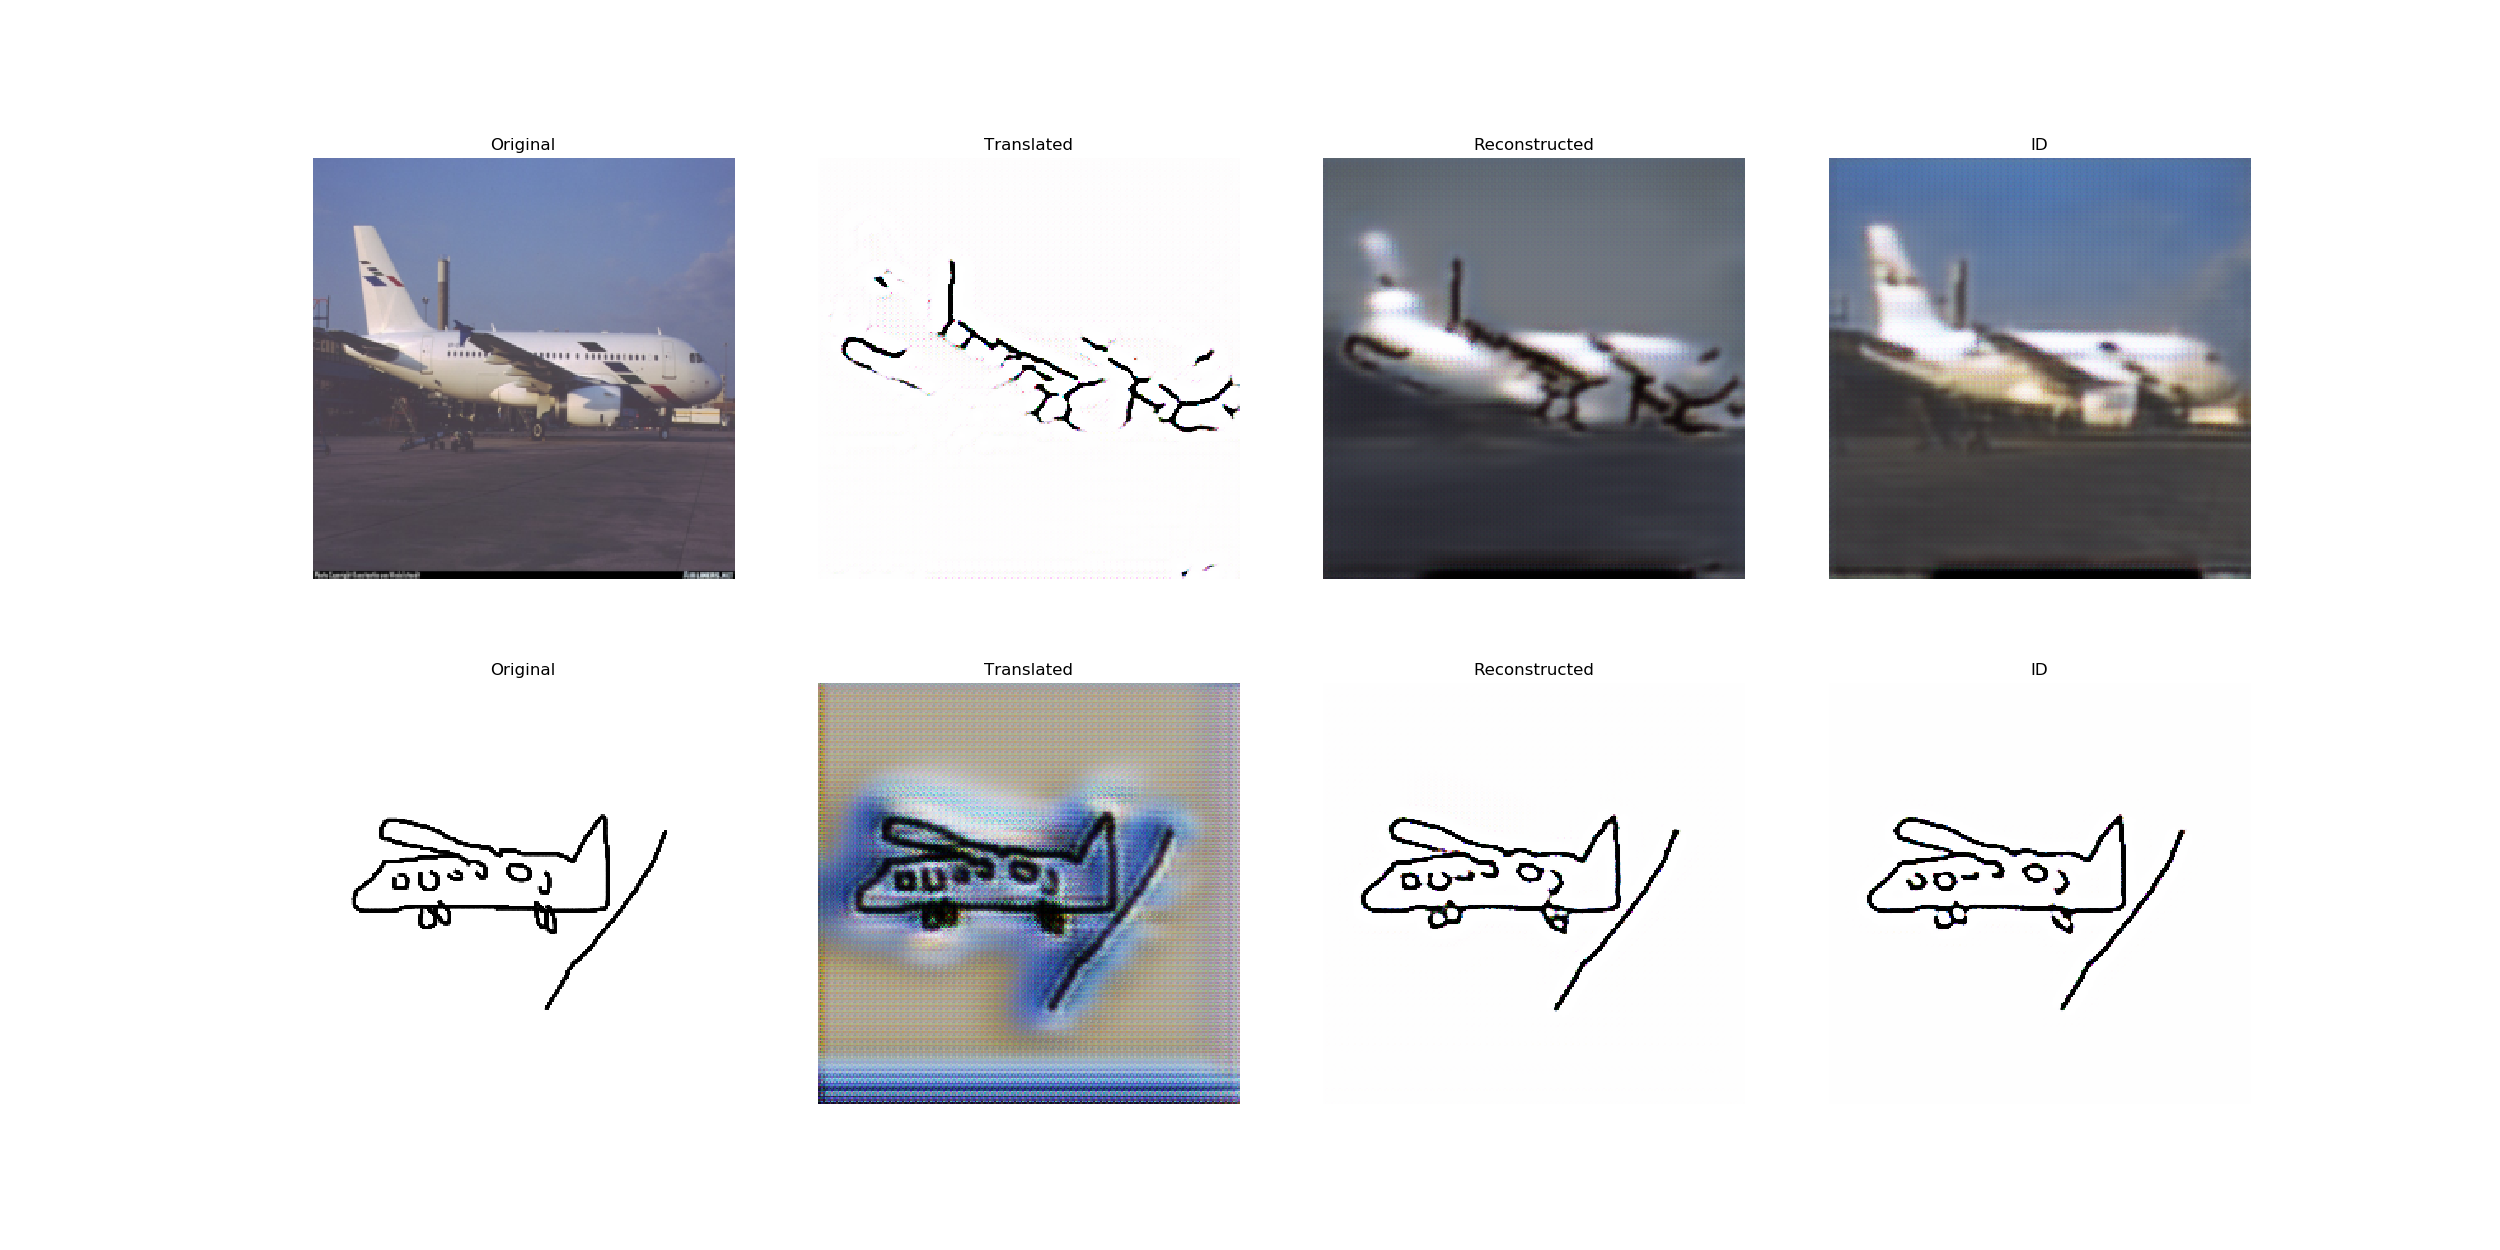 Original
Translated
Reconstructed
ID
Original
Translated
Reconstructed
ID